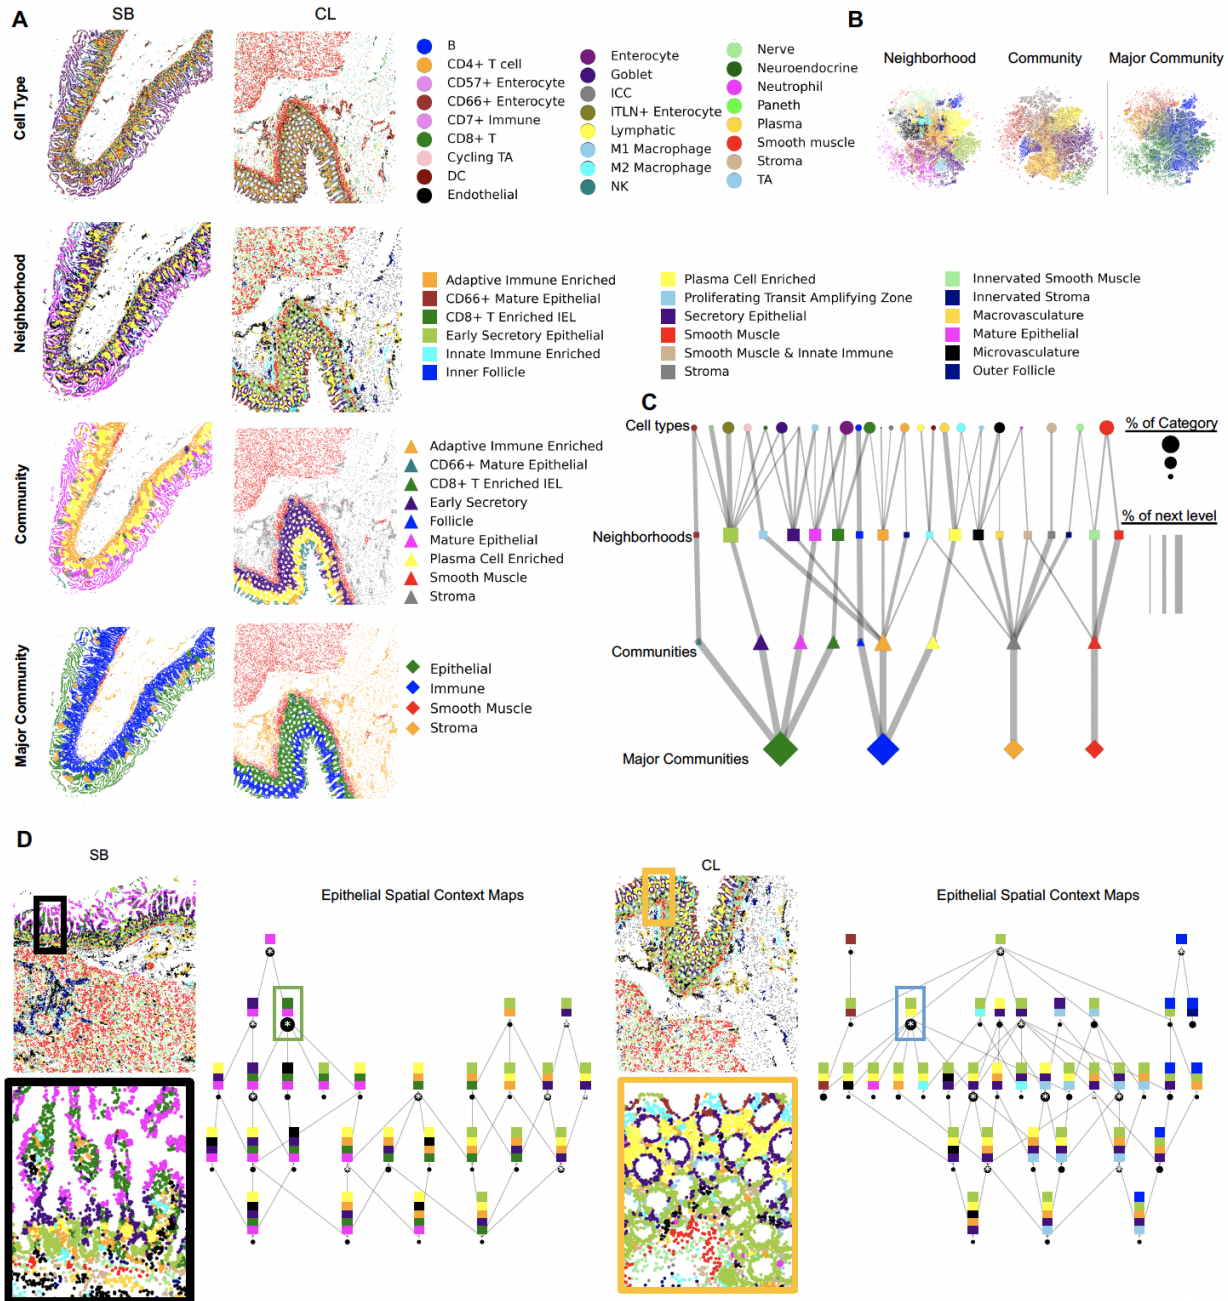 A
SB
CL
Cell Type
B
CD4+ T cell
CD57+ Enterocyte
CD66+ Enterocyte
CD7+ Immune
CD8+ T
Cycling TA
DC
Endothelial
Enterocyte
Goblet
ICC
ITLN+ Enterocyte
Lymphatic
M1 Macrophage
M2 Macrophage
NK
Nerve
Neuroendocrine
Neutrophil
Paneth
Plasma
Smooth muscle
Stroma
TA
B
Neighborhood
Community
Major Community
Neighborhood
Adaptive Immune Enriched
CD66+ Mature Epithelial
CD8+ T Enriched IEL
Early Secretory Epithelial
Innate Immune Enriched
Inner Follicle
Plasma Cell Enriched
Proliferating Transit Amplifying Zone
Secretory Epithelial
Smooth Muscle
Smooth Muscle & Innate Immune
Stroma
Innervated Smooth Muscle
Innervated Stroma
Macrovasculature
Mature Epithelial
Microvasculature
Outer Follicle
Community
Adaptive Immune Enriched
CD66+ Mature Epithelial
CD8+ T Enriched IEL
Early Secretory
Follicle
Mature Epithelial
Plasma Cell Enriched
Smooth Muscle
Stroma
Major Community
Epithelial
Immune
Smooth Muscle
Stroma
C
Cell types
Neighborhoods
Communities
Major Communities
% of Category
% of next level
D
SB
Epithelial Spatial Context Maps
CL
Epithelial Spatial Context Maps